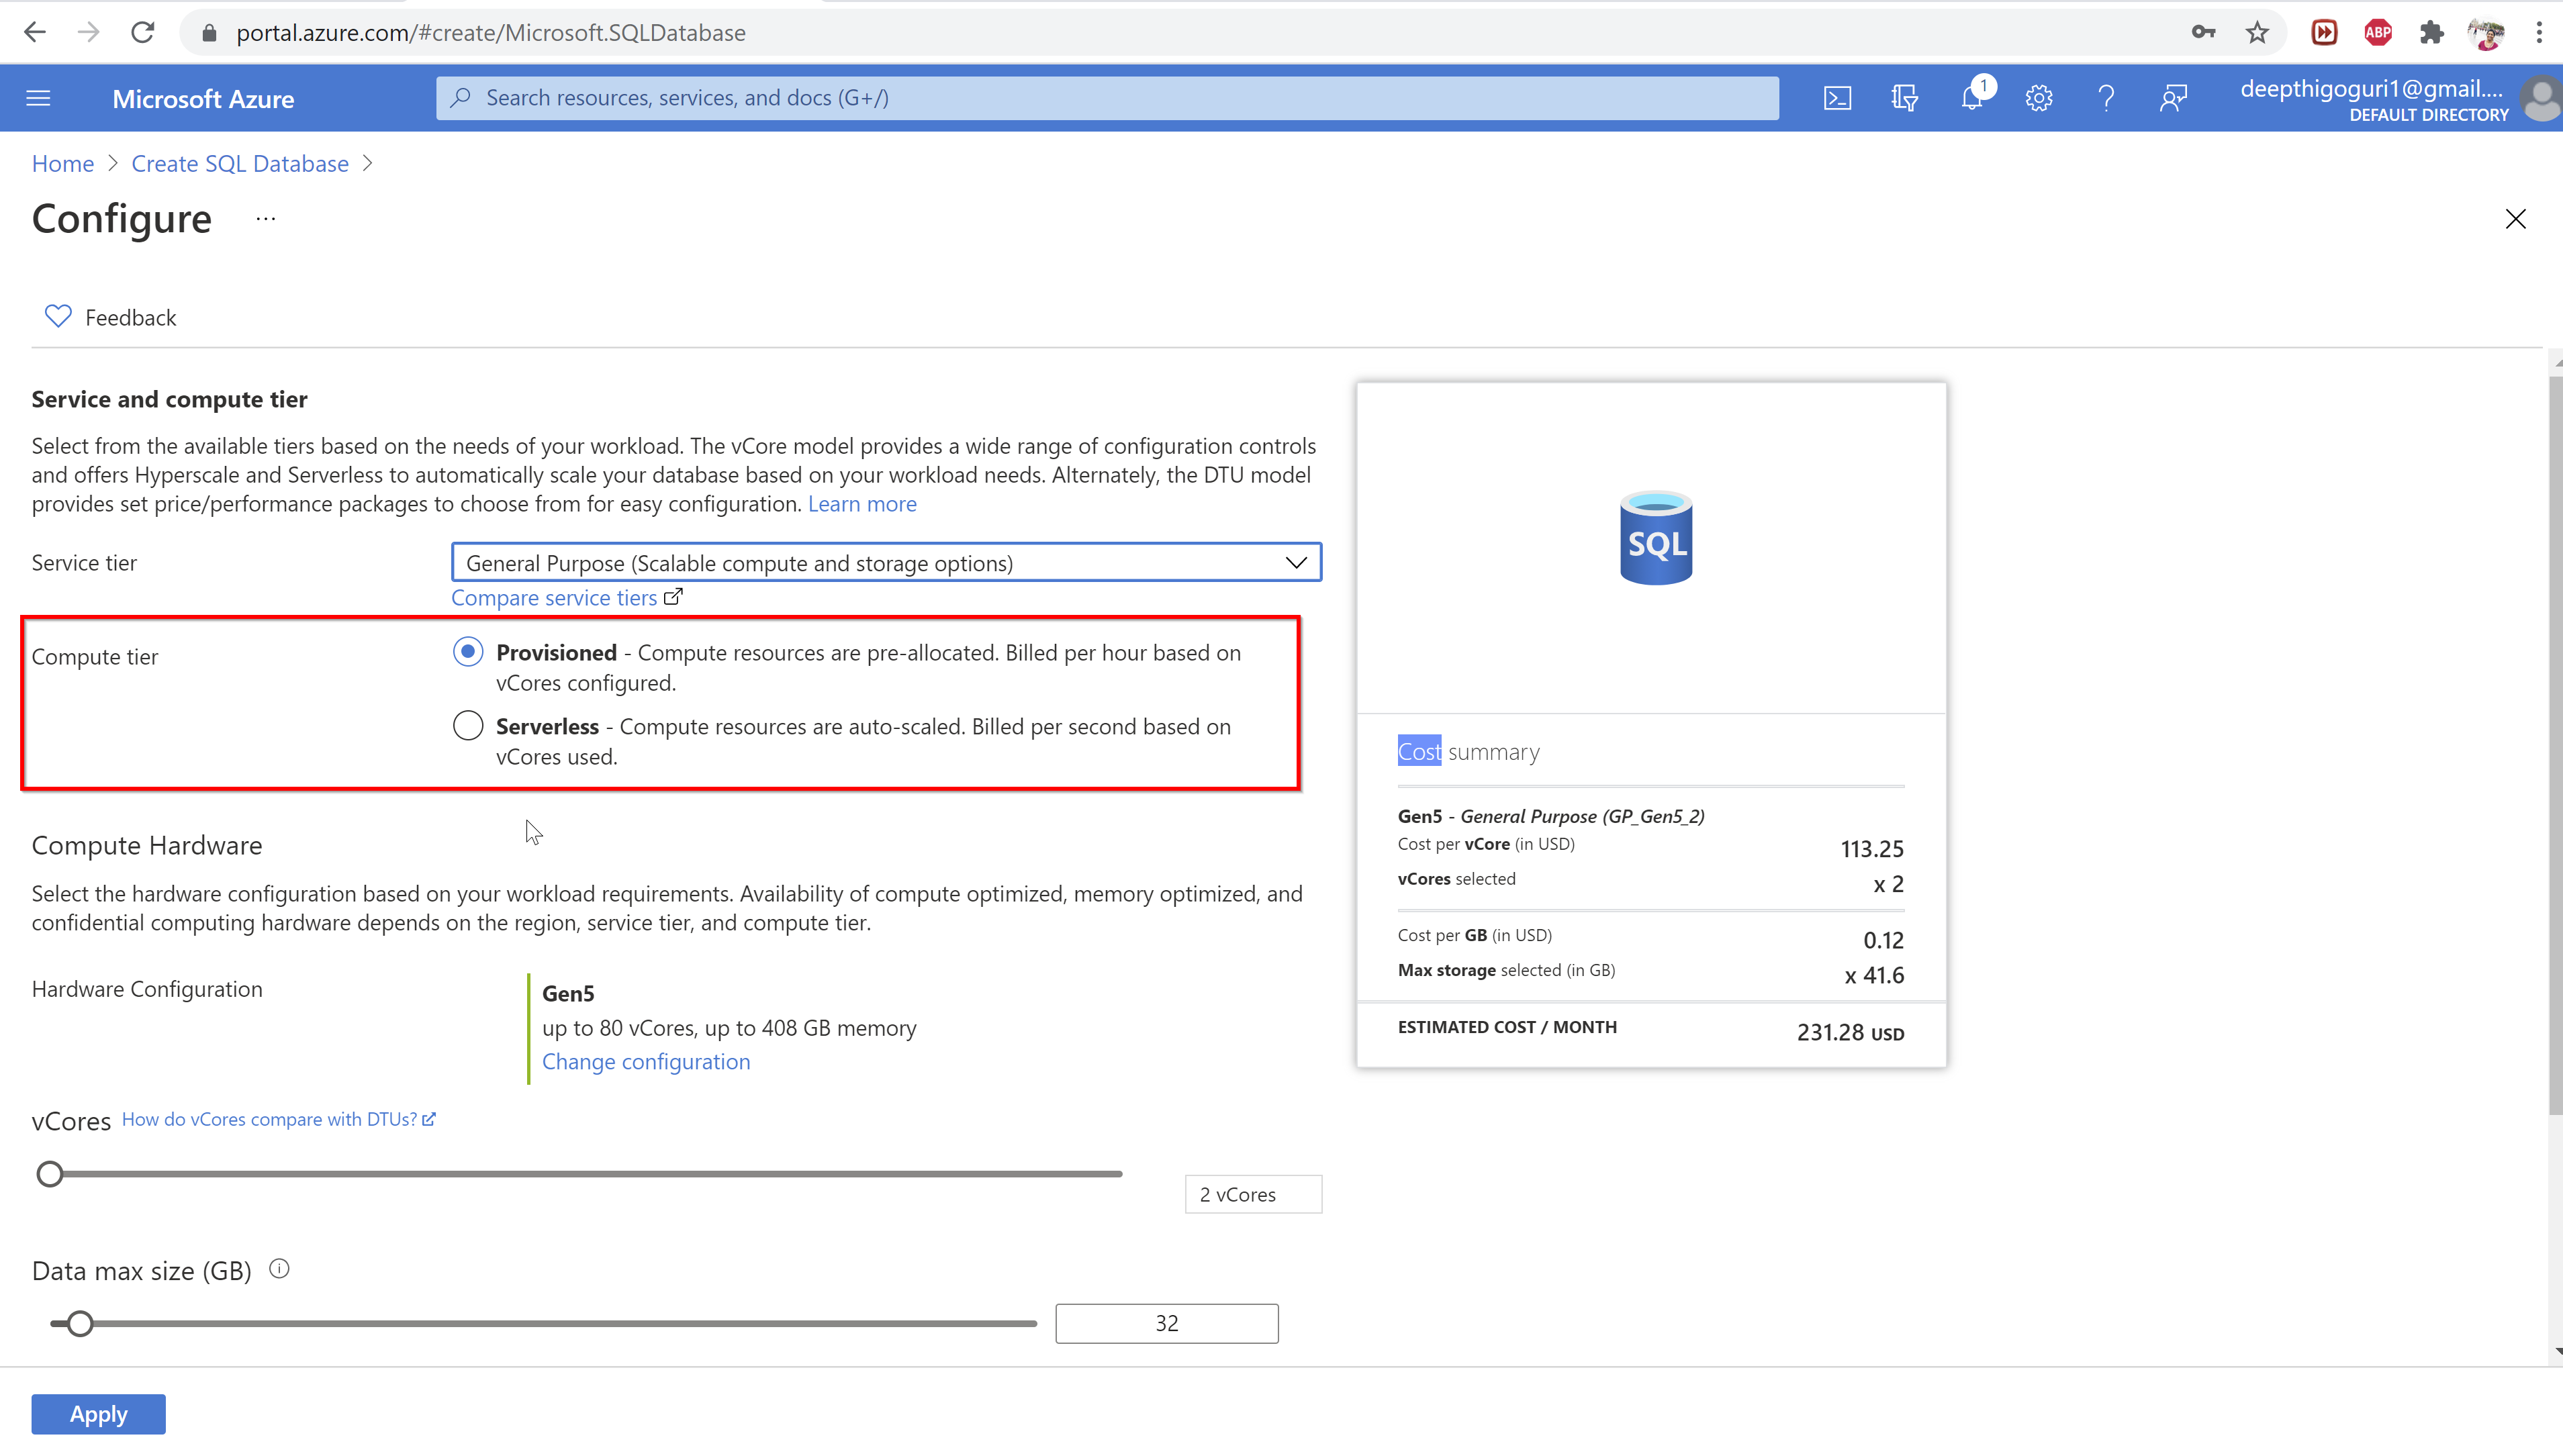 portal.azure.com/#create/Microsoft.SQLDatabase
ABP
Microsoft Azure
Search resources, services, and docs (G+/)
1
deepthigoguri1@gmail....
DEFAULT DIRECTORY
Home > Create SQL Database >
Configure ...
Feedback
Service and compute tier
Select from the available tiers based on the needs of your workload. The vCore model provides a wide range of configuration controls
and offers Hyperscale and Serverless to automatically scale your database based on your workload needs. Alternately, the DTU model
provides set price/performance packages to choose from for easy configuration. Learn more
Service tier
General Purpose (Scalable compute and storage options)
Compare service tiers
Compute tier
Provisioned - Compute resources are pre-allocated. Billed per hour based on
vCores configured.
Serverless - Compute resources are auto-scaled. Billed per second based on
vCores used.
Compute Hardware
Select the hardware configuration based on your workload requirements. Availability of compute optimized, memory optimized, and
confidential computing hardware depends on the region, service tier, and compute tier.
Hardware Configuration
Gen5
up to 80 vCores, up to 408 GB memory
Change configuration
vCores How do vCores compare with DTUs?
2 vCores
Data max size (GB)
32
Apply
SQL
Cost summary
Gen5 - General Purpose (GP_Gen5_2)
Cost per vCore (in USD) 113.25
vCores selected x 2
Cost per GB (in USD) 0.12
Max storage selected (in GB) x 41.6
ESTIMATED COST / MONTH 231.28 USD